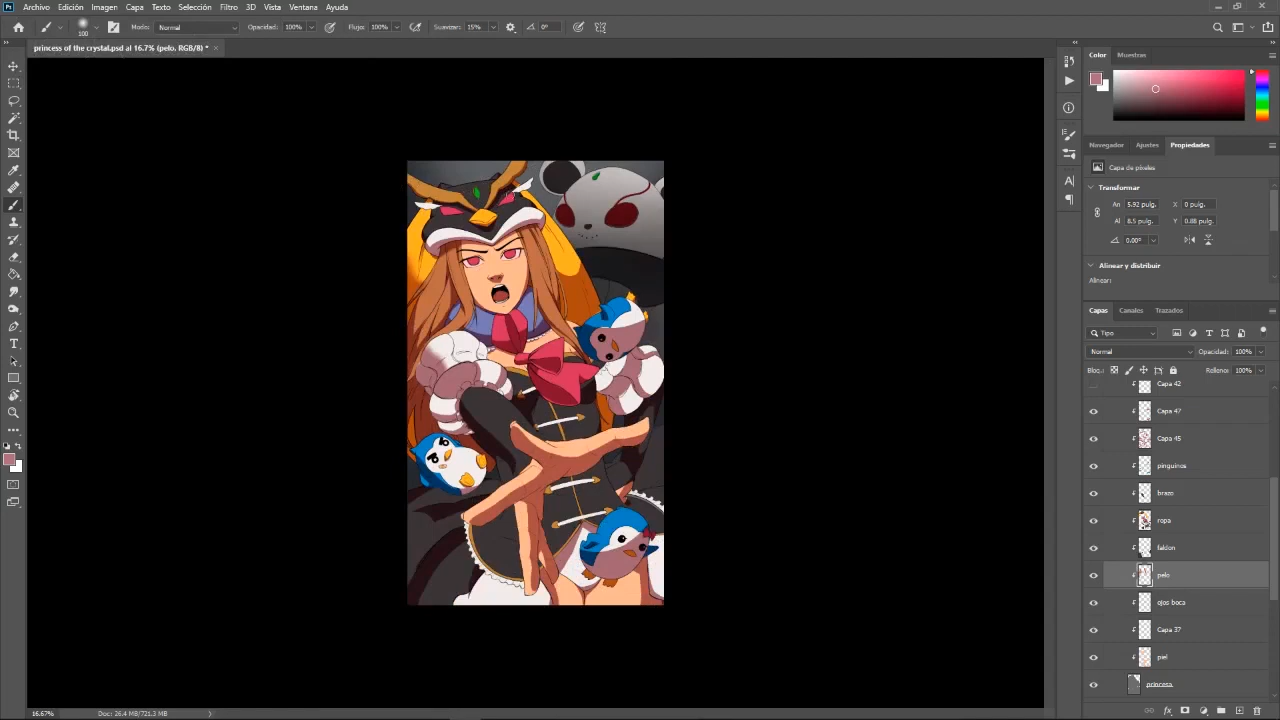 Archivo Edición Imagen Capa Texto Selección Filtro 3D Vista Ventana Ayuda
100 Modo: Normal Opacidad: 100% Flujo: 100% Suavizar: 15% 0°
princess of the crystal.psd al 16.7% (pelo, RGB/8) *
Color Muestras
Navegador Ajustes Propiedades
Capa de píxeles
Transformar
An 5.92 pulg. X 0 pulg.
Al 8.5 pulg. Y 0.88 pulg.
0.00°
Alinear y distribuir
Alinear:
Capas Canales Trazados
Tipo
Normal Opacidad: 100%
Bloq.: Relleno: 100%
Capa 42
Capa 47
Capa 45
pinguinos
brazo
ropa
faldon
pelo
ojos boca
Capa 37
piel
princesa
16.67% Doc: 26.4 MB/721.3 MB